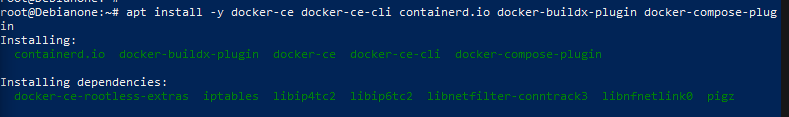 root@Debianone:~# apt install -y docker-ce docker-ce-cli containerd.io docker-buildx-plugin docker-compose-plug
in
Installing:
containerd.io docker-buildx-plugin docker-ce docker-ce-cli docker-compose-plugin
Installing dependencies:
docker-ce-rootless-extras iptables libip4tc2 libip6tc2 libnetfilter-conntrack3 libnfnetlink0 pigz